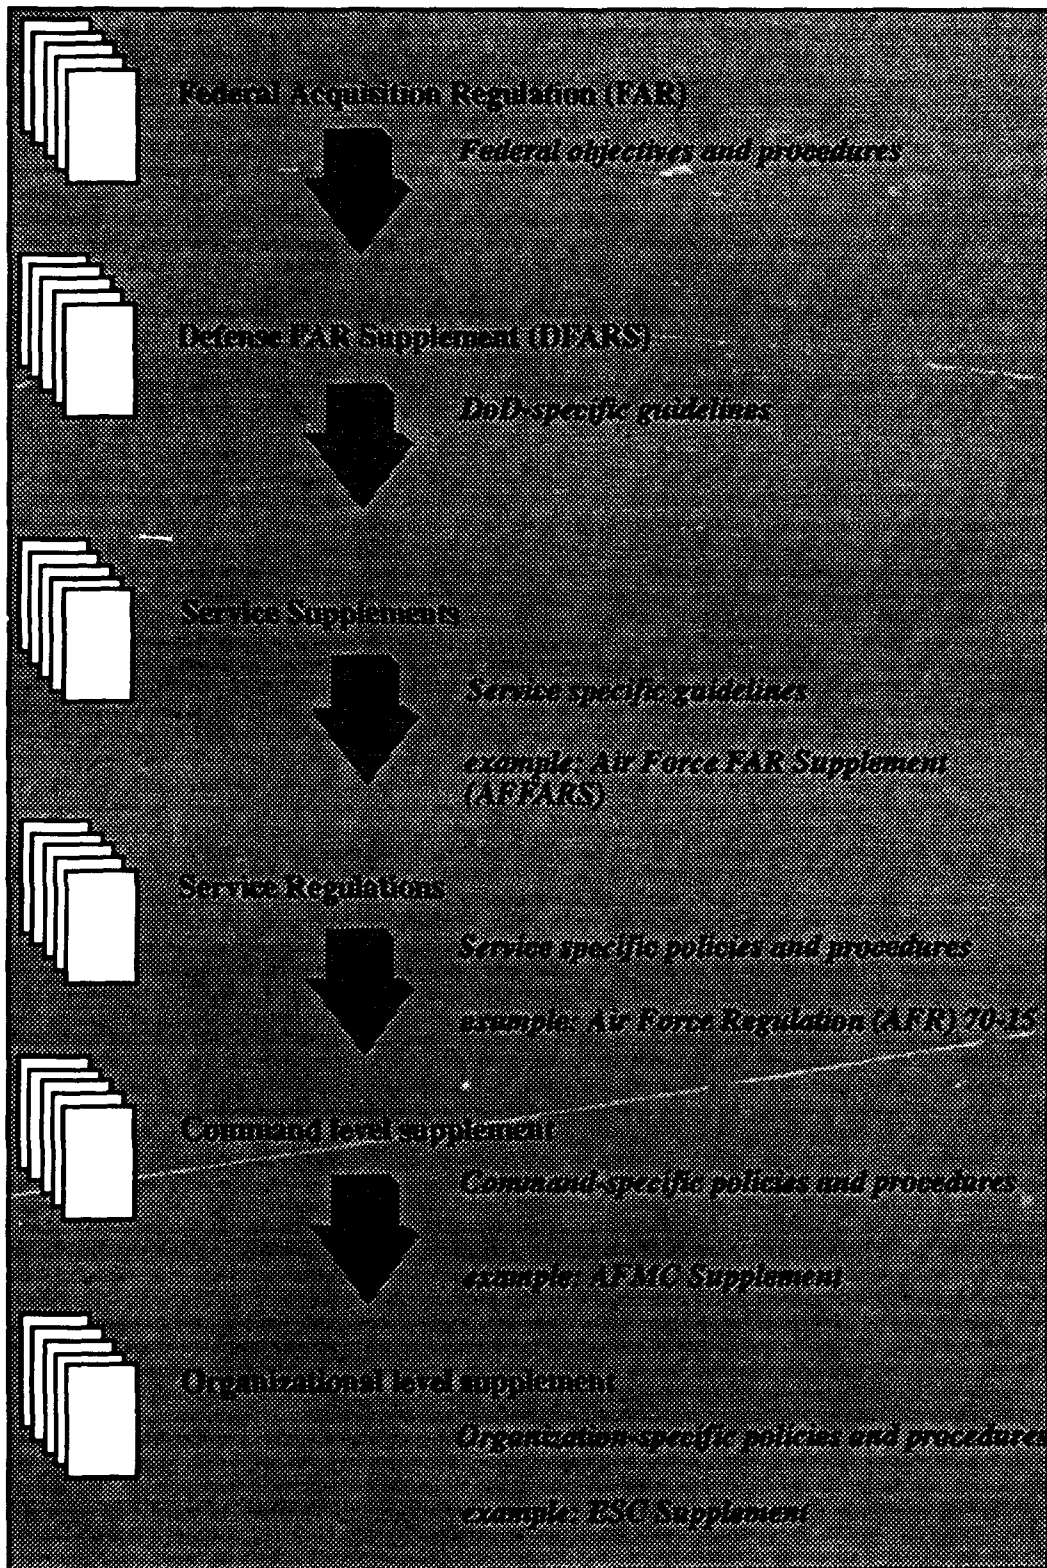 Federal Acquisition Regulation (FAR)
Federal objectives and procedures
Defense FAR Supplement (DFARS)
DoD-specific guidelines
Service Supplements
Service specific guidelines
example: Air Force FAR Supplement
(AFFARS)
Service Regulations
Service specific policies and procedures
example: Air Force Regulation (AFR) 70-15
Command level supplement
Command-specific policies and procedures
example: AFMC Supplement
Organizational level supplement
Organization-specific policies and procedures
example: ESC Supplement